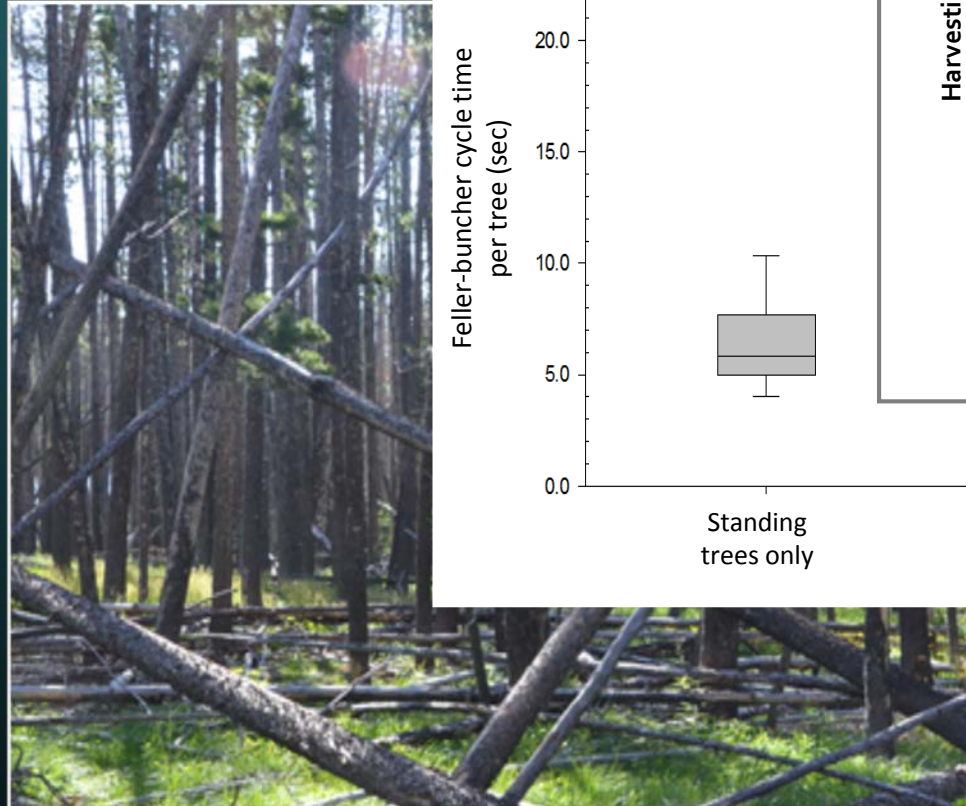 Feller-buncher cycle time
per tree (sec)
20.0
15.0
10.0
5.0
0.0
Standing
trees only